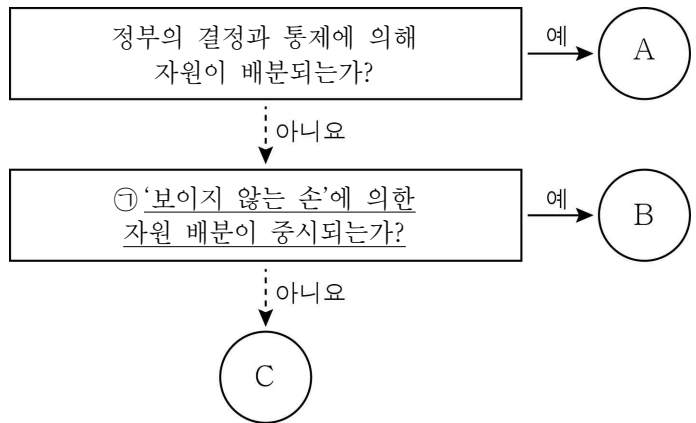 정부의 결정과 통제에 의해
자원이 배분되는가?
예
A
아니요
㉠ ‘보이지 않는 손’에 의한
자원 배분이 중시되는가?
예
B
아니요
C